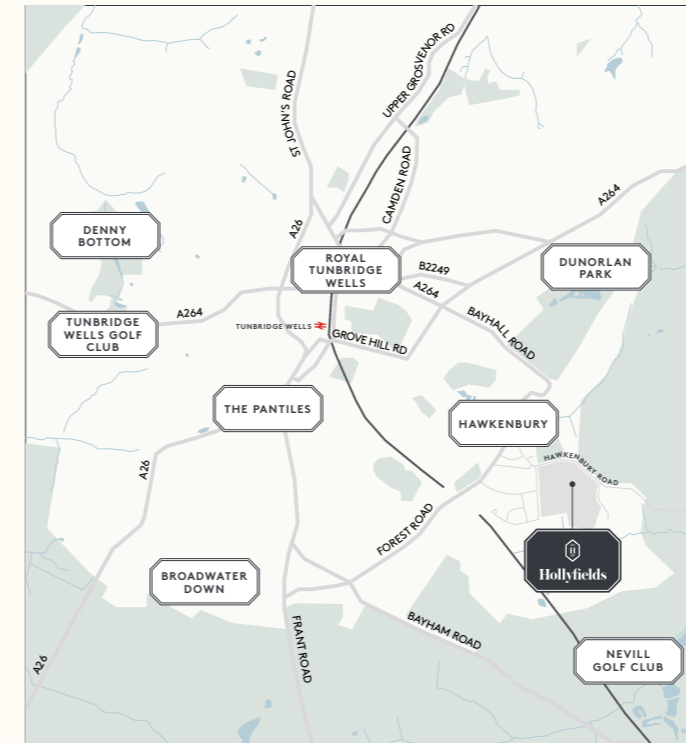 UPPER GROSVENOR RD
ST JOHN'S ROAD
CAMDEN ROAD
A264
A26
DENNY
BOTTOM
ROYAL
TUNBRIDGE
WELLS
B2249
A264
DUNORLAN
PARK
A264
TUNBRIDGE
WELLS GOLF
CLUB
TUNBRIDGE WELLS
GROVE HILL RD
BAYHALL ROAD
THE PANTILES
HAWKENBURY
A26
HAWKENBURY ROAD
FOREST ROAD
H
Hollyfields
BROADWATER
DOWN
FRANT ROAD
BAYHAM ROAD
A26
NEVILL
GOLF CLUB